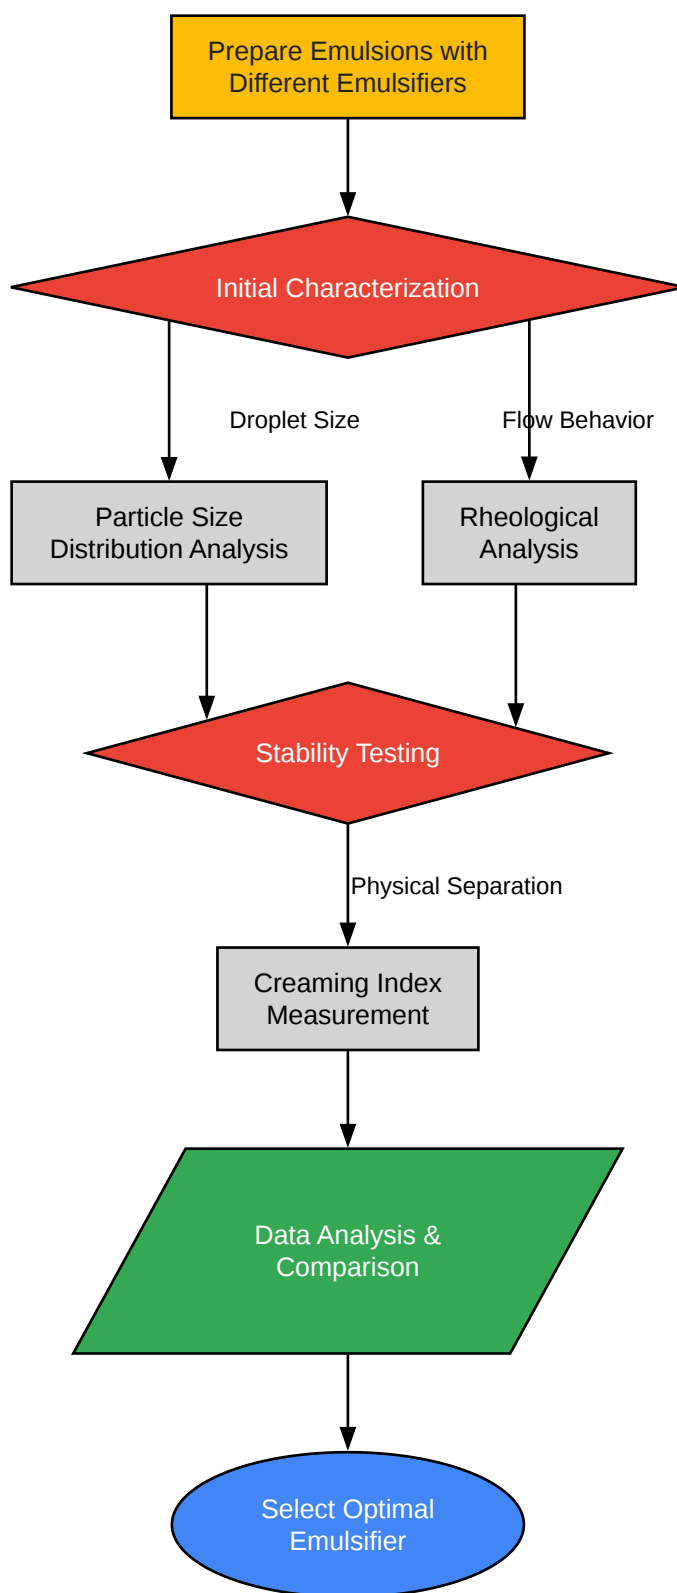 Prepare Emulsions with
Different Emulsifiers
Initial Characterization
Droplet Size
Flow Behavior
Particle Size
Distribution Analysis
Rheological
Analysis
Stability Testing
Physical Separation
Creaming Index
Measurement
Data Analysis &
Comparison
Select Optimal
Emulsifier